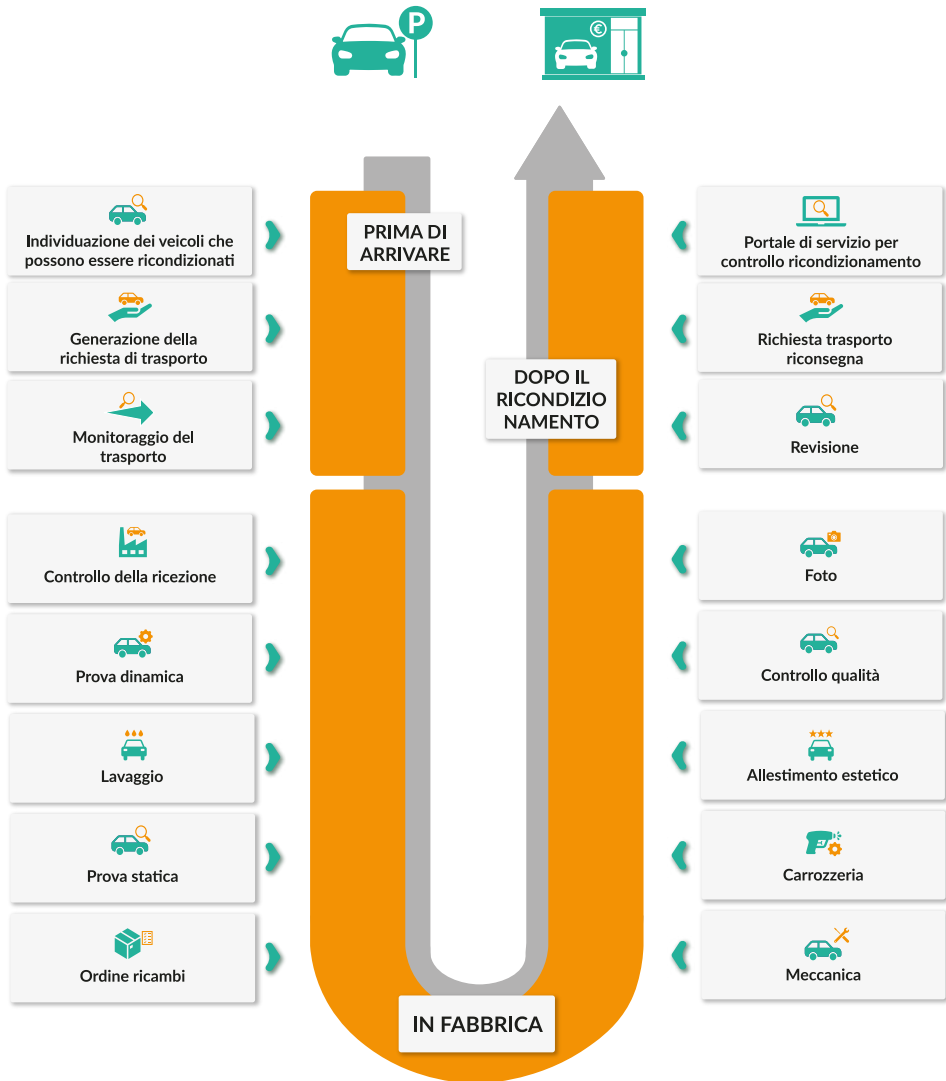 P
€
Individuazione dei veicoli che
possono essere ricondizionati
Generazione della
richiesta di trasporto
Monitoraggio del
trasporto
Controllo della ricezione
Prova dinamica
Lavaggio
Prova statica
Ordine ricambi
PRIMA DI
ARRIVARE
IN FABBRICA
DOPO IL
RICONDIZIO
NAMENTO
Portale di servizio per
controllo ricondizionamento
Richiesta trasporto
riconsegna
Revisione
Foto
Controllo qualità
Allestimento estetico
Carrozzeria
Meccanica